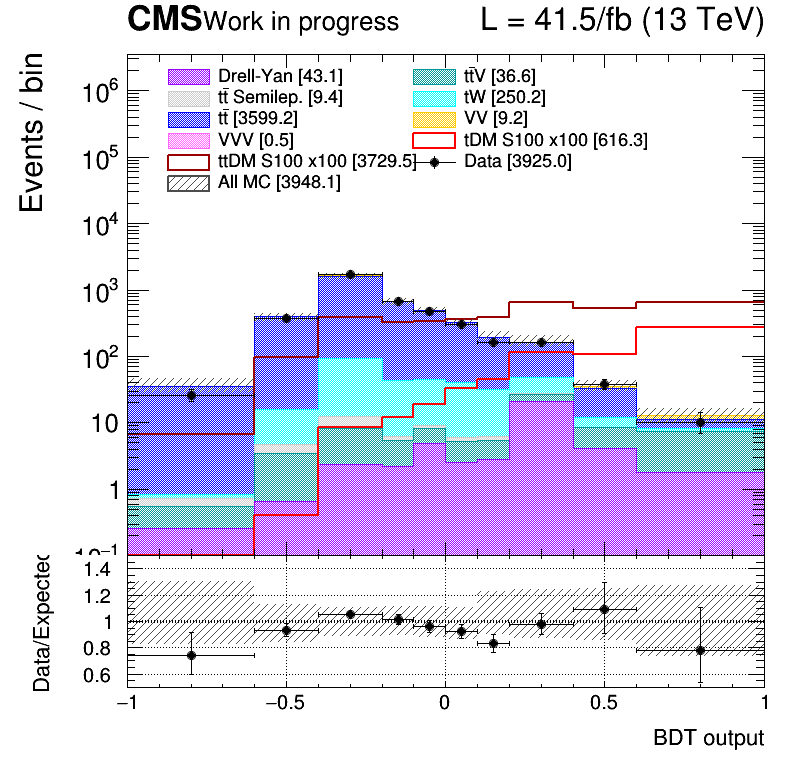 CMS Work in progress L = 41.5/fb (13 TeV)
Events / bin
Drell-Yan [43.1] tt̄V [36.6]
tt̄ Semilep. [9.4] tW [250.2]
tt̄ [3599.2] VV [9.2]
VVV [0.5] tDM S100 x100 [616.3]
ttDM S100 x100 [3729.5] Data [3925.0]
All MC [3948.1]
10⁶
10⁵
10⁴
10³
10²
10
1
10⁻¹
Data/Expected
1.4
1.2
1
0.8
0.6
−1 −0.5 0 0.5 1
BDT output